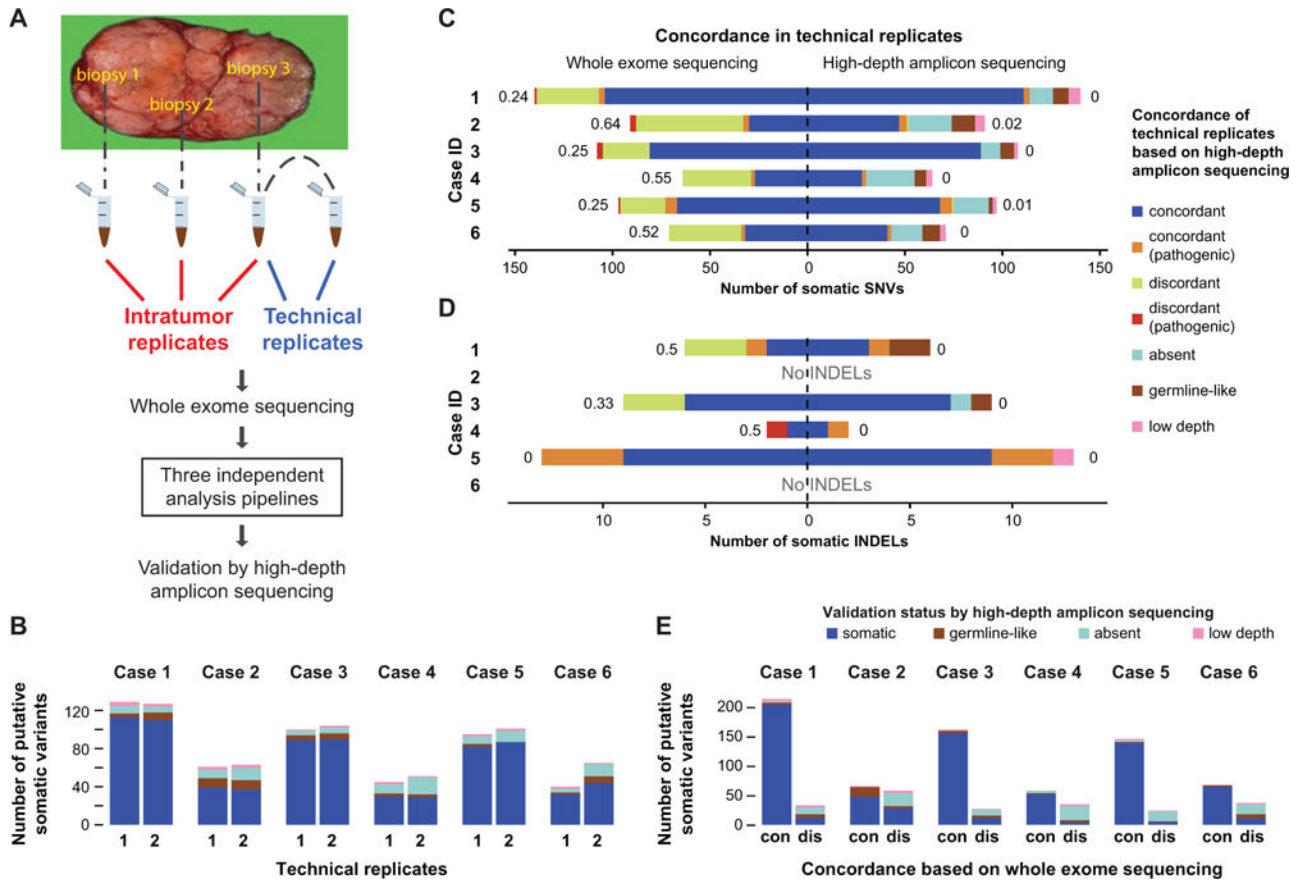 A
biopsy 1
biopsy 2
biopsy 3
Intratumor
replicates
Technical
replicates
Whole exome sequencing
Three independent
analysis pipelines
Validation by high-depth
amplicon sequencing
C
Concordance in technical replicates
Whole exome sequencing
High-depth amplicon sequencing
Case ID
1
0.24
0
2
0.64
0.02
3
0.25
0
4
0.55
0
5
0.25
0.01
6
0.52
0
150 100 50 0 50 100 150
Number of somatic SNVs
D
Case ID
1
0.5
0
2
No INDELs
3
0.33
0
4
0.5
0
5
0
0
6
No INDELs
10 5 0 5 10
Number of somatic INDELs
Concordance of
technical replicates
based on high-depth
amplicon sequencing
concordant
concordant
(pathogenic)
discordant
discordant
(pathogenic)
absent
germline-like
low depth
B
Number of putative
somatic variants
Case 1 Case 2 Case 3 Case 4 Case 5 Case 6
120
80
40
0
1 2 1 2 1 2 1 2 1 2 1 2
Technical replicates
E
Validation status by high-depth amplicon sequencing
somatic germline-like absent low depth
Number of putative
somatic variants
Case 1 Case 2 Case 3 Case 4 Case 5 Case 6
200
150
100
50
0
con dis con dis con dis con dis con dis con dis
Concordance based on whole exome sequencing